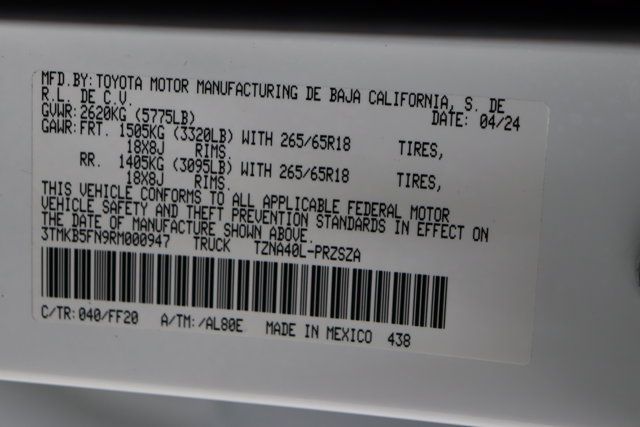 MFD.BY: TOYOTA MOTOR MANUFACTURING DE BAJA CALIFORNIA, S. DE
R.L. DE C.V.
GVWR: 2620KG (5775LB) DATE: 04/24
GAWR: FRT. 1505KG (3320LB) WITH 265/65R18 TIRES,
18X8J RIMS.
RR. 1405KG (3095LB) WITH 265/65R18 TIRES,
18X8J RIMS.
THIS VEHICLE CONFORMS TO ALL APPLICABLE FEDERAL MOTOR
VEHICLE SAFETY AND THEFT PREVENTION STANDARDS IN EFFECT ON
THE DATE OF MANUFACTURE SHOWN ABOVE.
3TMKB5FN9RM000947 TRUCK TZNA40L-PRZSZA
C/TR: 040/FF20 A/TM: /AL80E MADE IN MEXICO 438